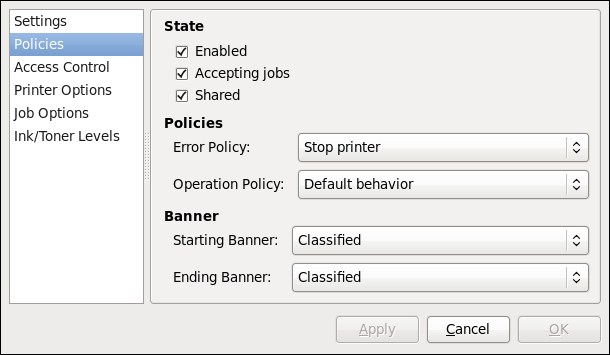 Settings
Policies
Access Control
Printer Options
Job Options
Ink/Toner Levels
State
Enabled
Accepting jobs
Shared
Policies
Error Policy: Stop printer
Operation Policy: Default behavior
Banner
Starting Banner: Classified
Ending Banner: Classified
Apply Cancel OK